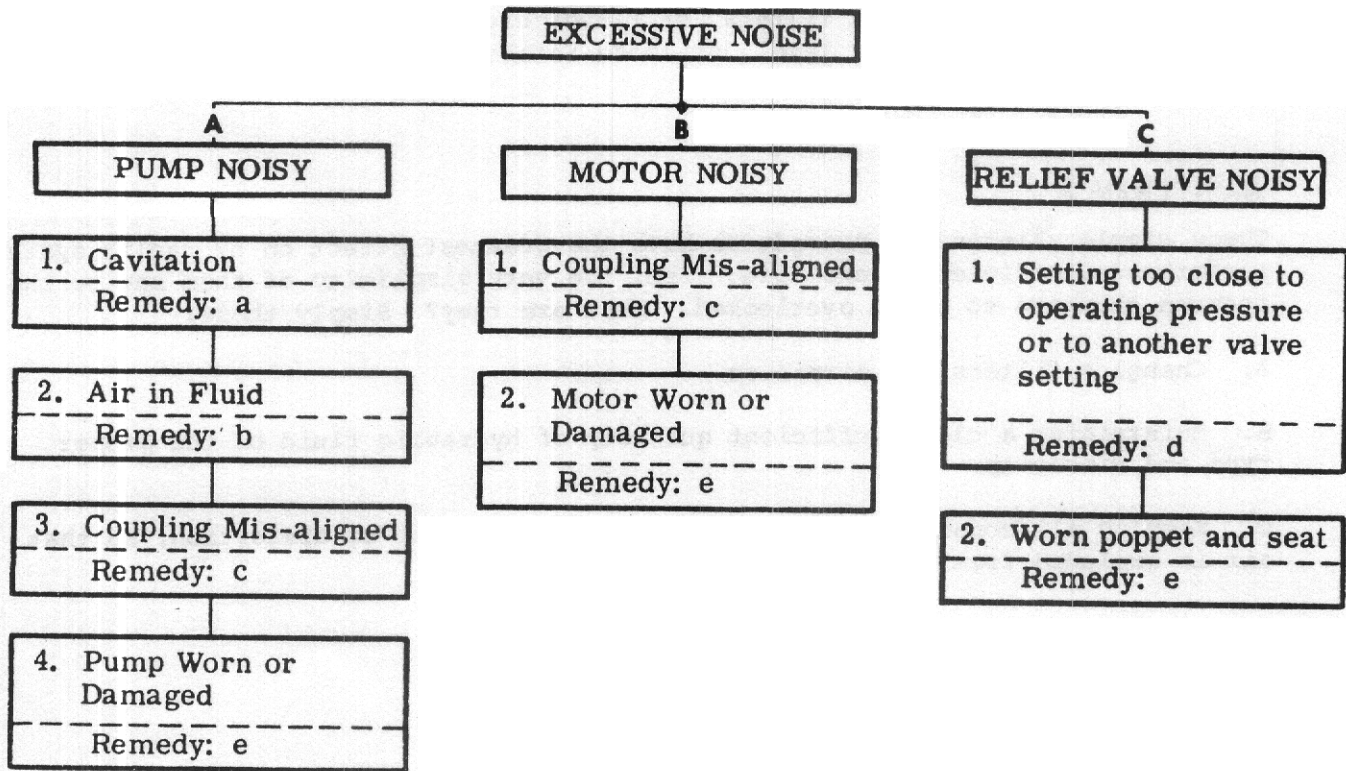 EXCESSIVE NOISE
A
B
C
PUMP NOISY
MOTOR NOISY
RELIEF VALVE NOISY
1. Cavitation
Remedy: a
2. Air in Fluid
Remedy: b
3. Coupling Mis-aligned
Remedy: c
4. Pump Worn or
Damaged
Remedy: e
1. Coupling Mis-aligned
Remedy: c
2. Motor Worn or
Damaged
Remedy: e
1. Setting too close to
operating pressure
or to another valve
setting
Remedy: d
2. Worn poppet and seat
Remedy: e